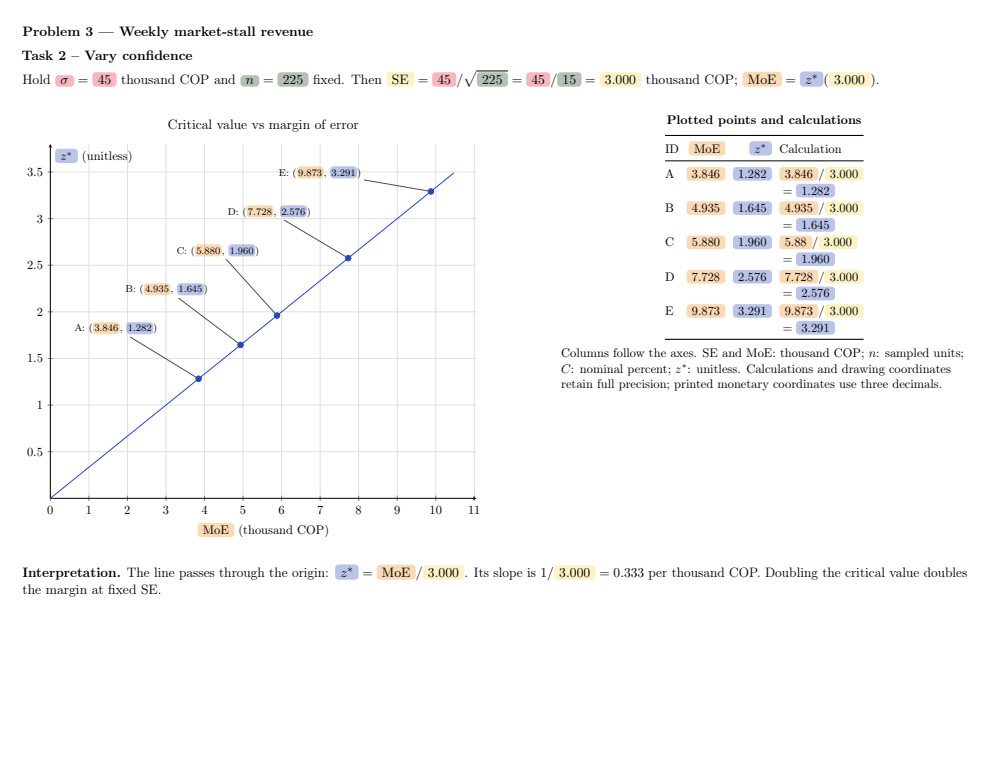 Problem 3 — Weekly market-stall revenue
Task 2 – Vary confidence
Hold σ = 45 thousand COP and n = 225 fixed. Then SE = 45/√225 = 45/15 = 3.000 thousand COP; MoE = z*(3.000).
Critical value vs margin of error
z* (unitless)
3.5
3
2.5
2
1.5
1
0.5
E: (9.873, 3.291)
D: (7.728, 2.576)
C: (5.880, 1.960)
B: (4.935, 1.645)
A: (3.846, 1.282)
0 1 2 3 4 5 6 7 8 9 10 11
MoE (thousand COP)
Plotted points and calculations
ID MoE z* Calculation
A 3.846 1.282 3.846 / 3.000
= 1.282
B 4.935 1.645 4.935 / 3.000
= 1.645
C 5.880 1.960 5.88 / 3.000
= 1.960
D 7.728 2.576 7.728 / 3.000
= 2.576
E 9.873 3.291 9.873 / 3.000
= 3.291
Columns follow the axes. SE and MoE: thousand COP; n: sampled units;
C: nominal percent; z*: unitless. Calculations and drawing coordinates
retain full precision; printed monetary coordinates use three decimals.
Interpretation. The line passes through the origin: z* = MoE / 3.000. Its slope is 1/3.000 = 0.333 per thousand COP. Doubling the critical value doubles
the margin at fixed SE.